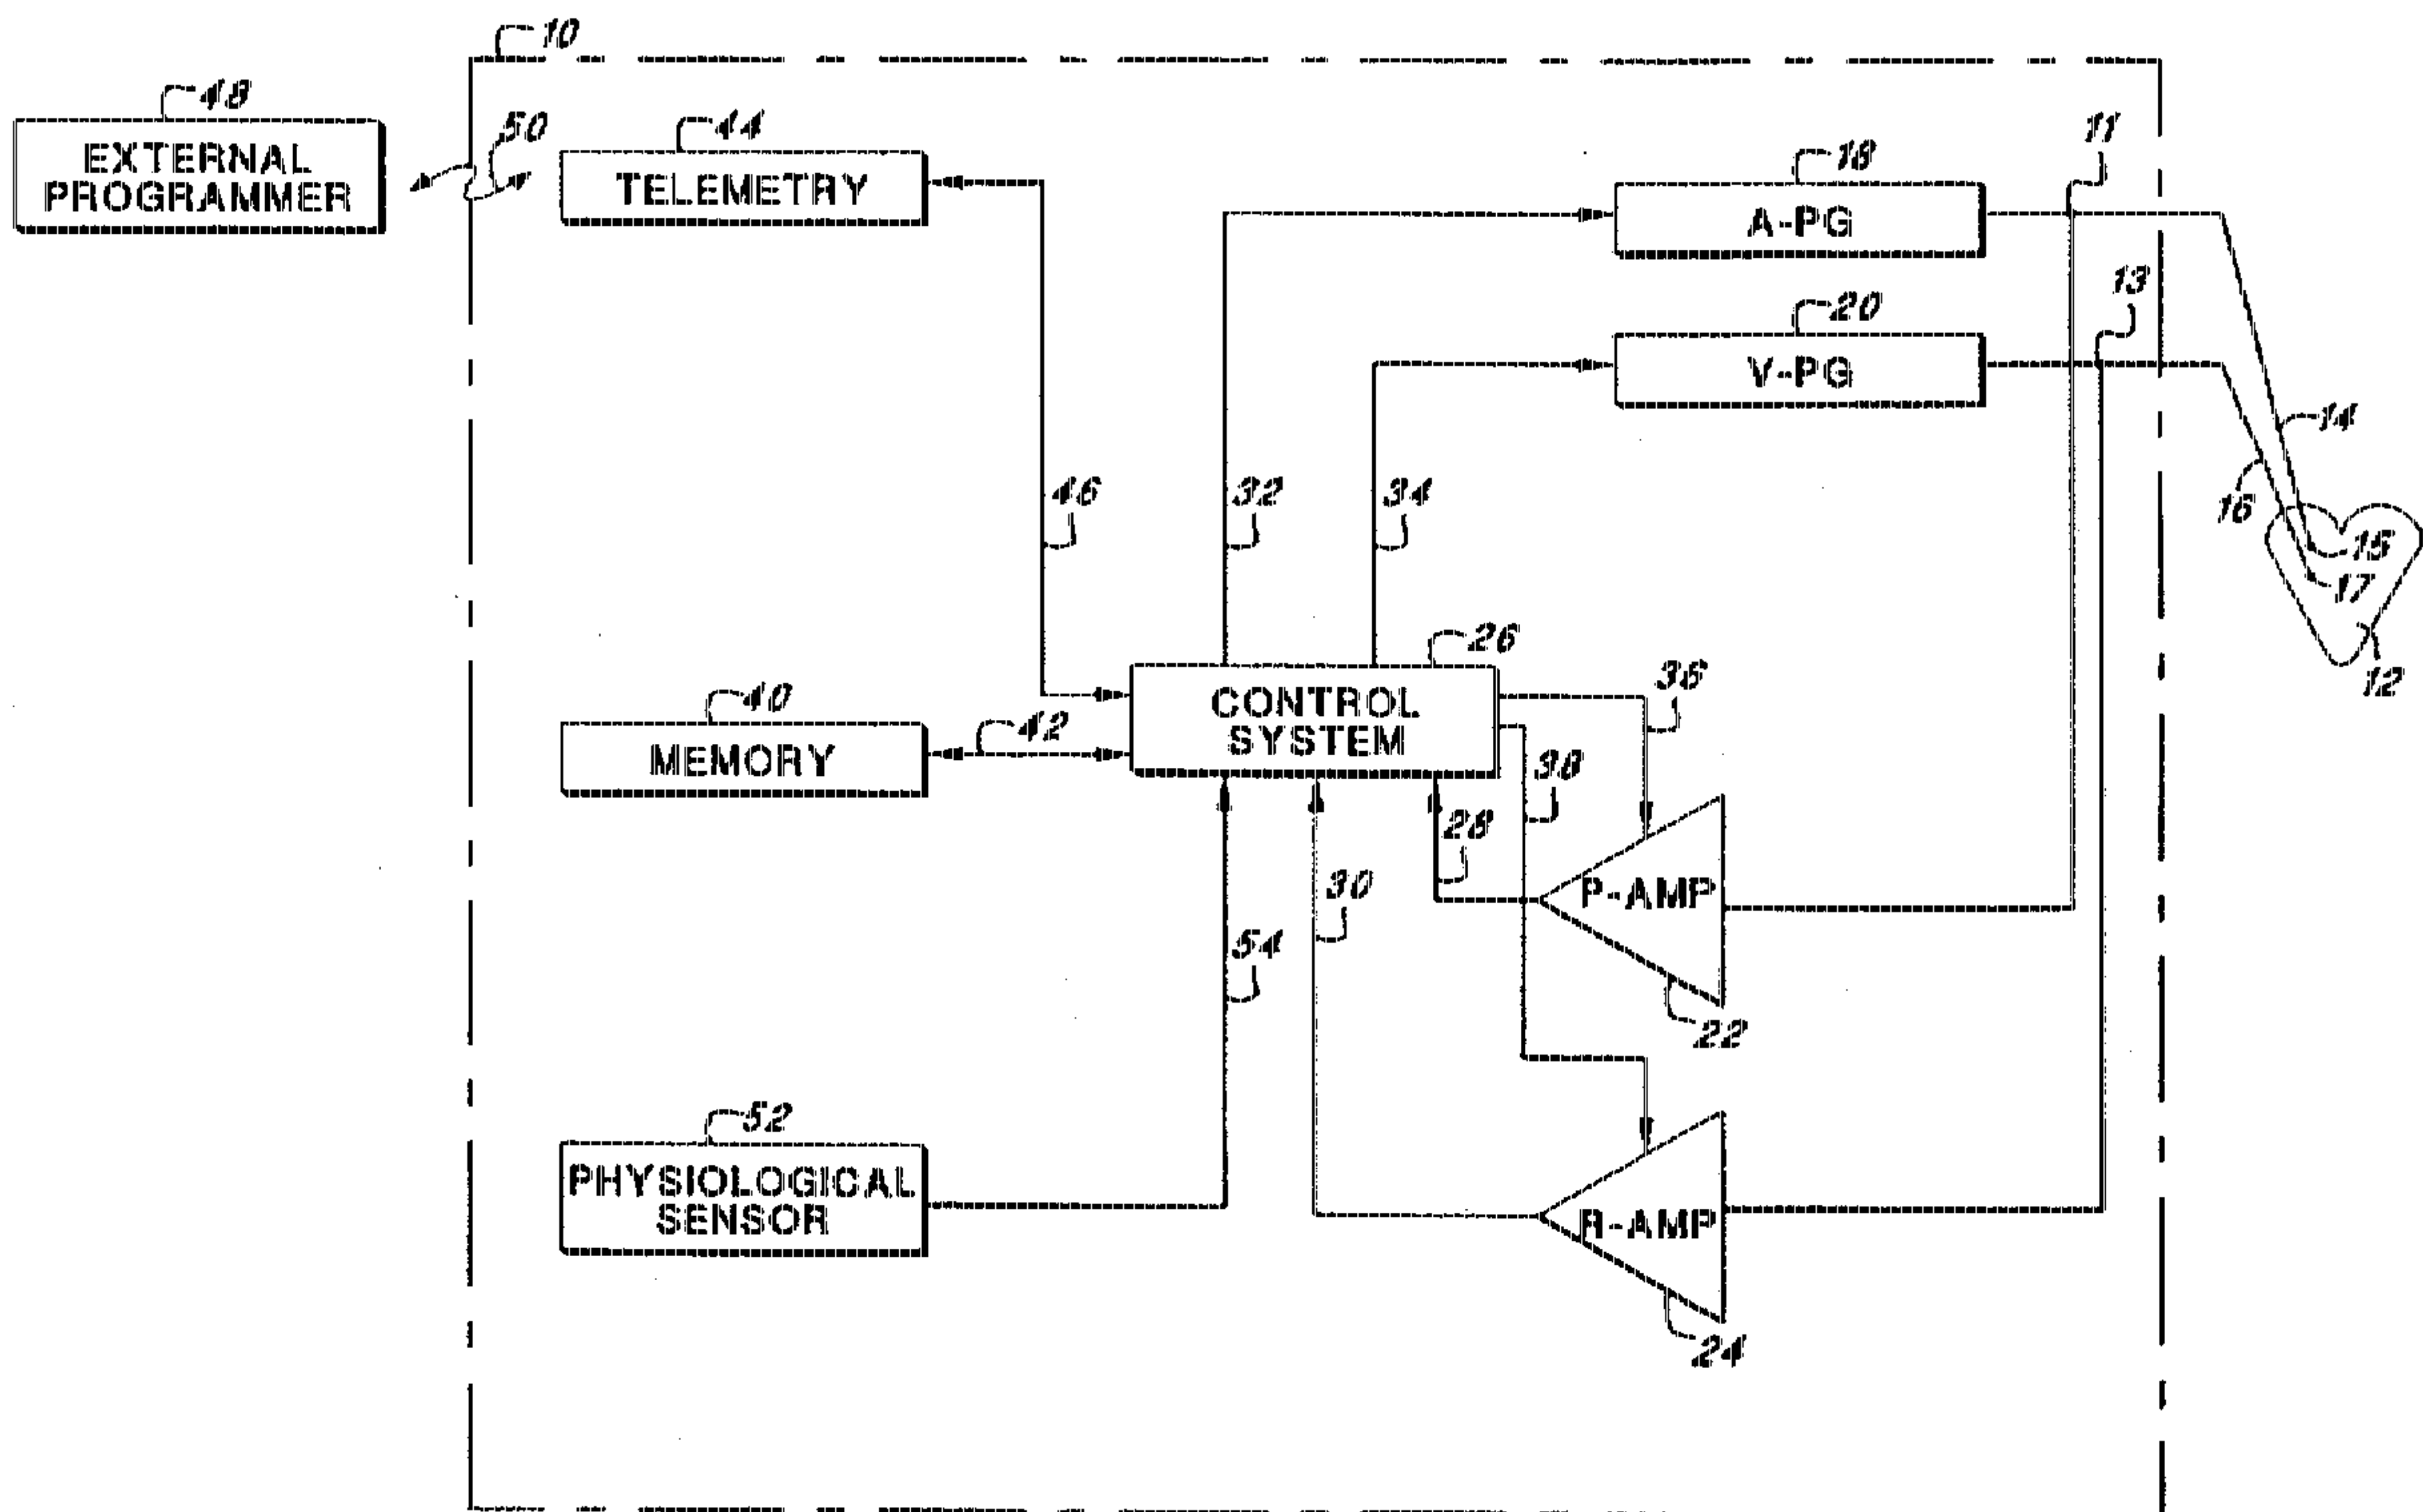 10
48
EXTERNAL
PROGRAMMER
50
44
TELEMETRY
18
A-PG
11
20
V-PG
13
14
16
15
17
12
46
32
34
26
CONTROL
SYSTEM
36
38
40
MEMORY
42
28
30
P-AMP
22
54
52
PHYSIOLOGICAL
SENSOR
R-AMP
24